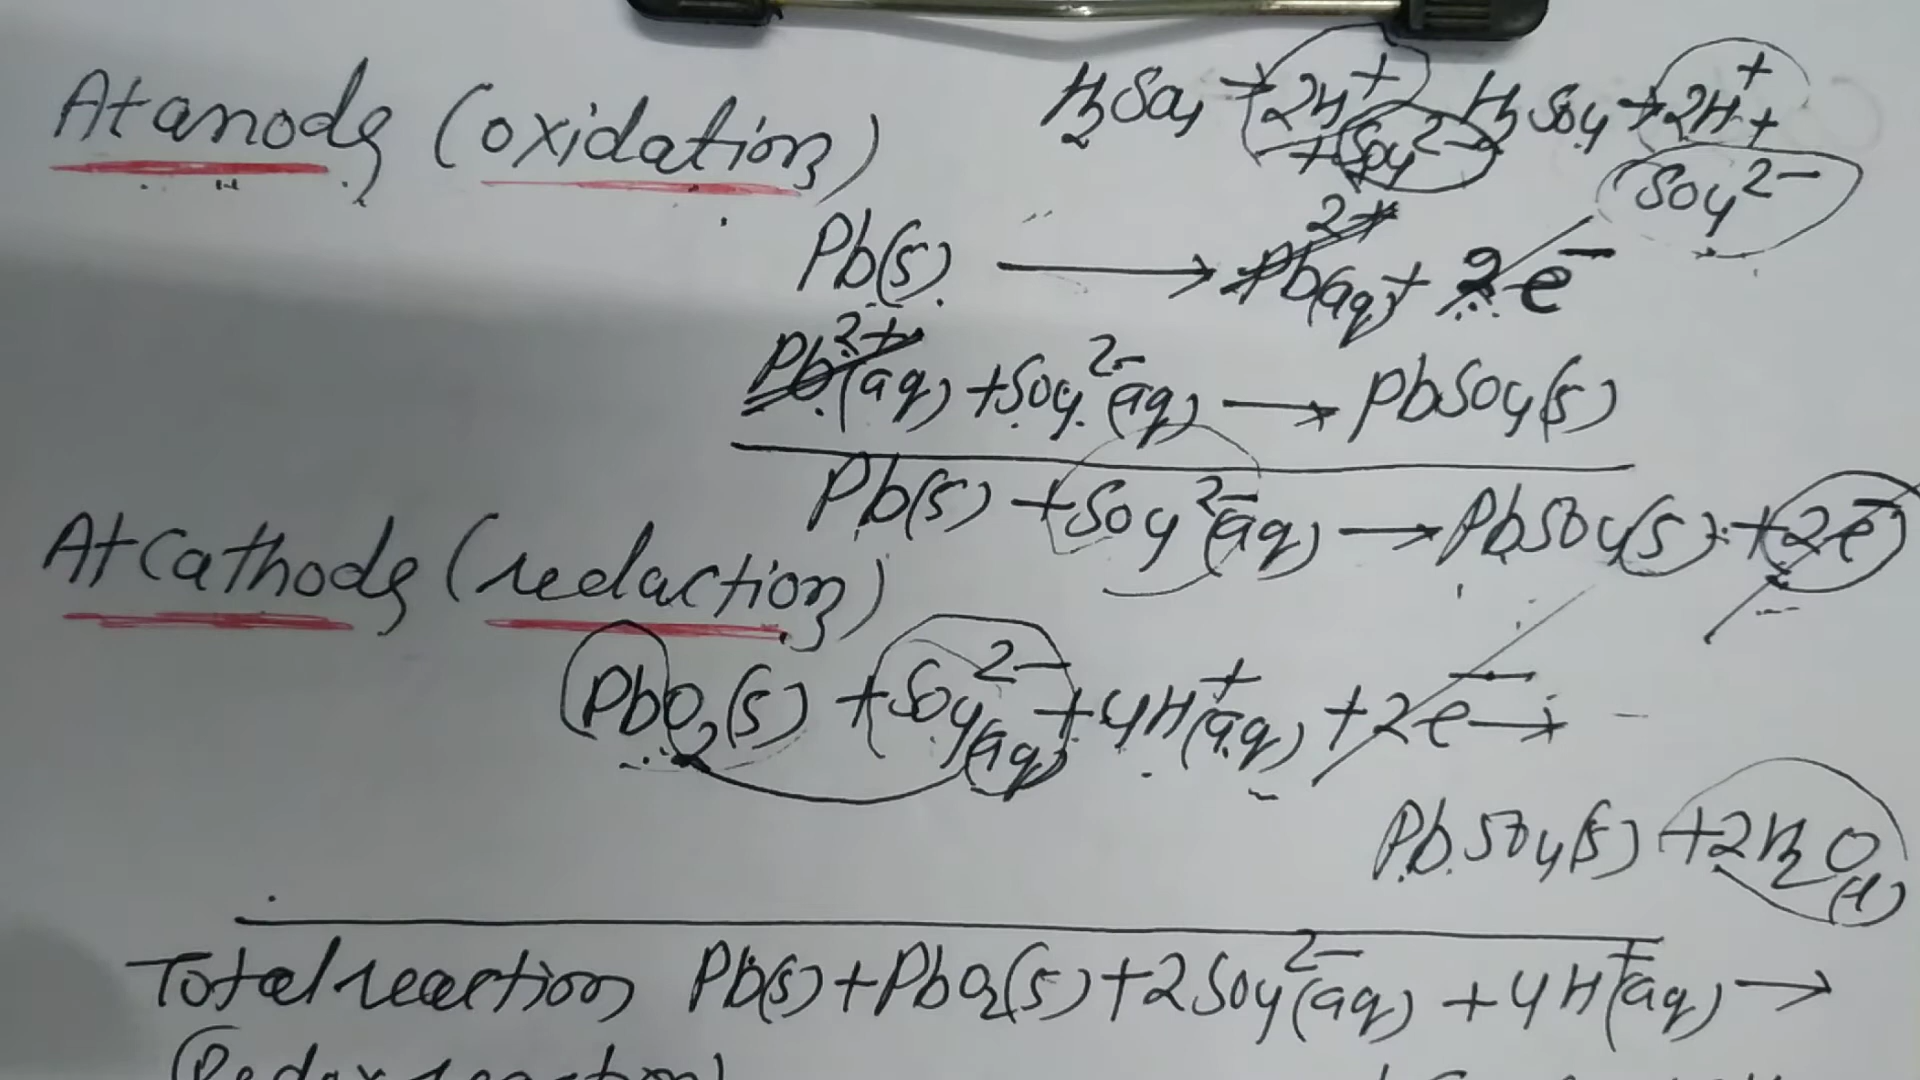 At anode (oxidation)
H2SO4 → 2H+ + SO4 2- H2SO4 → 2H+ + SO4 2-
Pb(s) → Pb2+(aq) + 2e-
Pb2+(aq) + SO4 2-(aq) → PbSO4(s)
Pb(s) + SO4 2-(aq) → PbSO4(s) + 2e-
At Cathode (reduction)
PbO2(s) + SO4 2-(aq) + 4H+(aq) + 2e- →
PbSO4(s) + 2H2O(l)
Total reaction Pb(s) + PbO2(s) + 2SO4 2-(aq) + 4H+(aq) →
(Redox reaction)